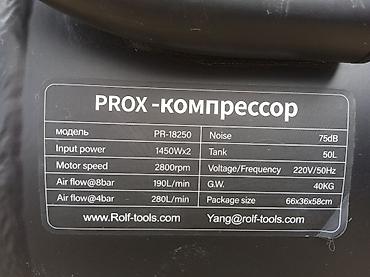 PROX-компрессор
модель PR-18250 Noise 75dB
Input power 1450Wx2 Tank 50L
Motor speed 2800rpm Voltage/Frequency 220V/50Hz
Air flow@8bar 190L/min G.W. 40KG
Air flow@4bar 280L/min Package size 66x36x58cm
www.Rolf-tools.com Yang@rolf-tools.com